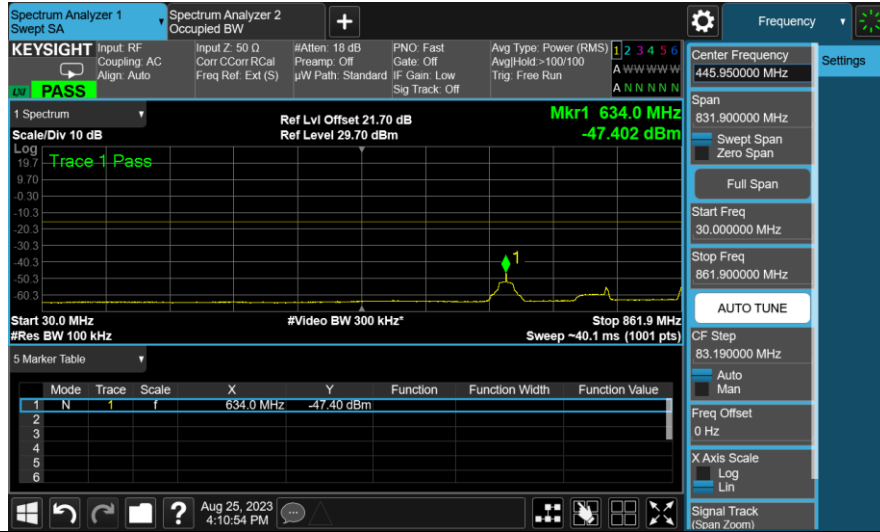 Spectrum Analyzer 1
Swept SA
Spectrum Analyzer 2
Occupied BW
+
Frequency
KEYSIGHT
Input: RF
Coupling: AC
Align: Auto
Input Z: 50 Ω
Corr CCorr RCal
Freq Ref: Ext (S)
#Atten: 18 dB
Preamp: Off
µW Path: Standard
PNO: Fast
Gate: Off
IF Gain: Low
Sig Track: Off
Avg Type: Power (RMS)
Avg|Hold:>100/100
Trig: Free Run
1 2 3 4 5 6
A W W W W W
A N N N N N
LXI
PASS
1 Spectrum
Scale/Div 10 dB
Ref Lvl Offset 21.70 dB
Ref Level 29.70 dBm
Mkr1 634.0 MHz
-47.402 dBm
Log
Trace 1 Pass
19.7
9.70
-0.30
-10.3
-20.3
-30.3
-40.3
-50.3
-60.3
1
Start 30.0 MHz
#Res BW 100 kHz
#Video BW 300 kHz*
Stop 861.9 MHz
Sweep ~40.1 ms (1001 pts)
5 Marker Table
Mode Trace Scale X Y Function Function Width Function Value
1 N 1 f 634.0 MHz -47.40 dBm
2
3
4
5
6
Center Frequency
445.950000 MHz
Settings
Span
831.900000 MHz
Swept Span
Zero Span
Full Span
Start Freq
30.000000 MHz
Stop Freq
861.900000 MHz
AUTO TUNE
CF Step
83.190000 MHz
Auto
Man
Freq Offset
0 Hz
X Axis Scale
Log
Lin
Signal Track
(Span Zoom)
?
Aug 25, 2023
4:10:54 PM